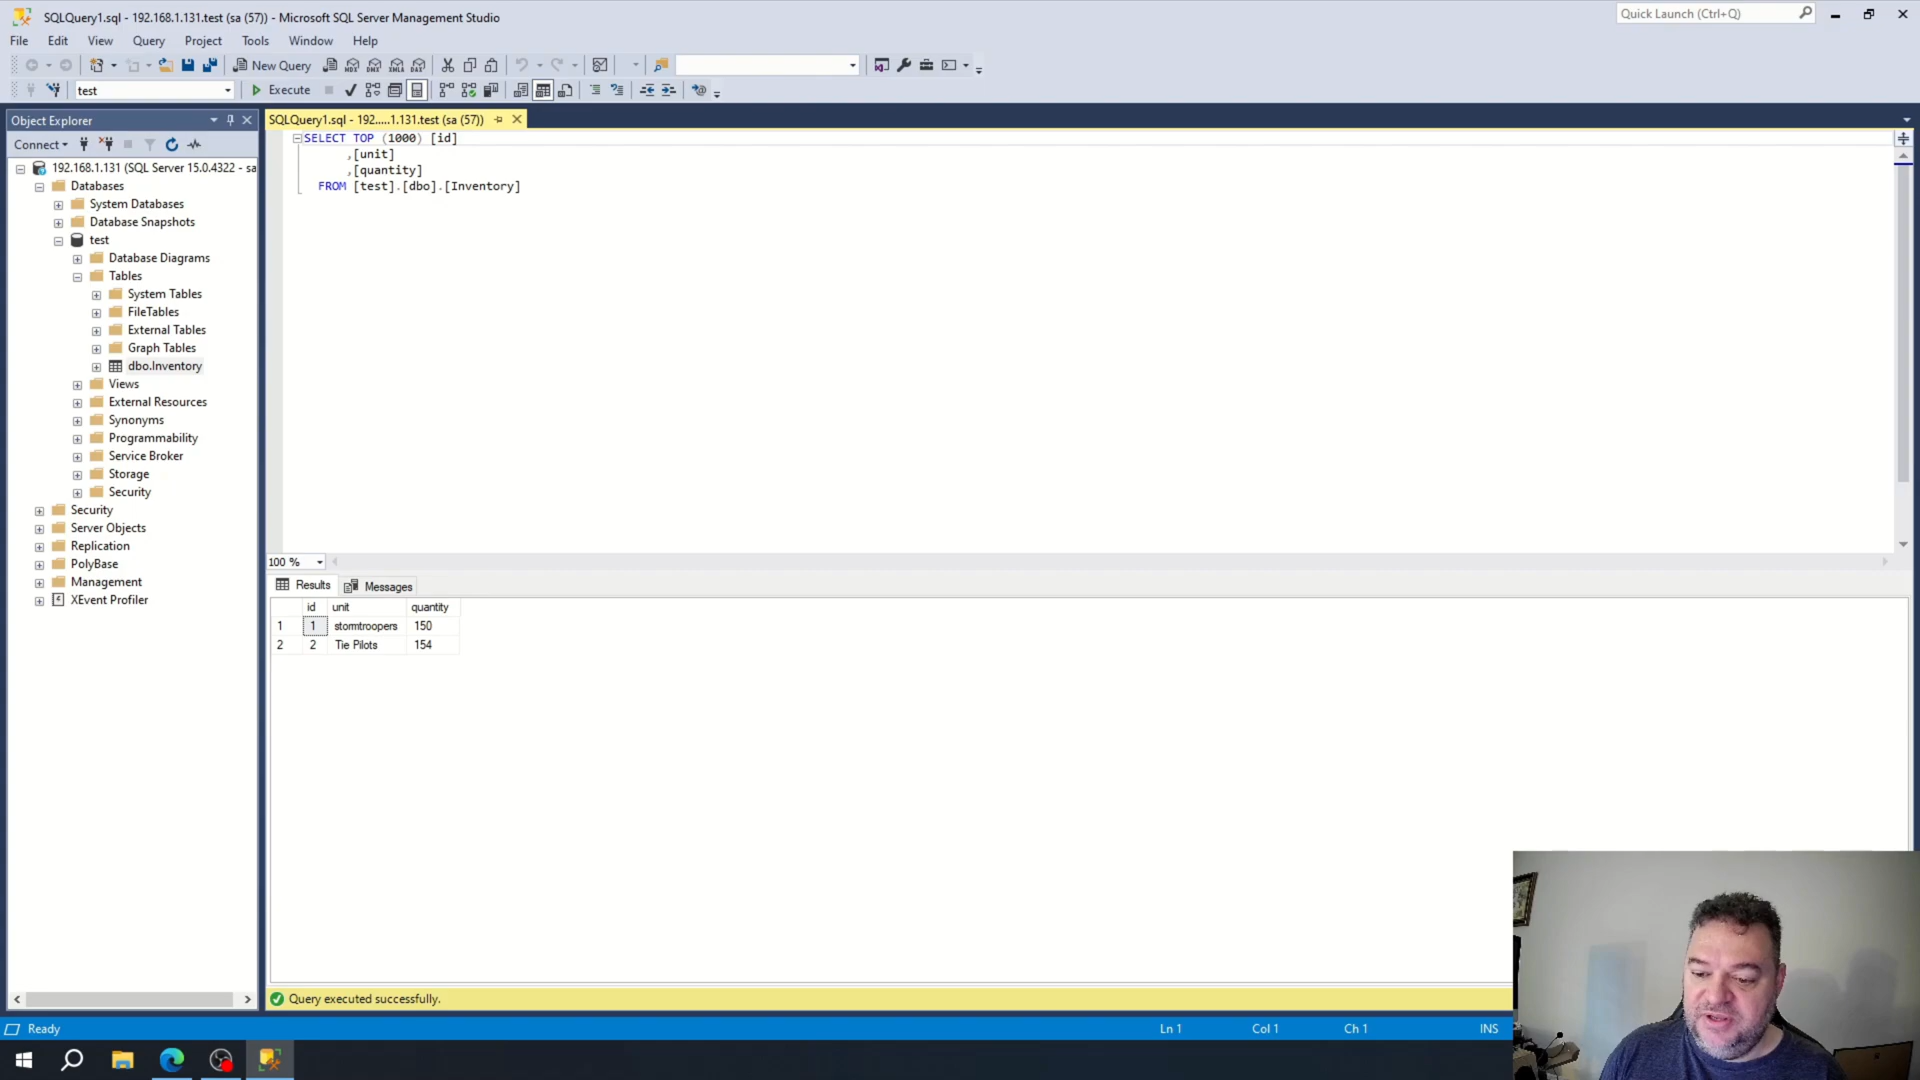 SQLQuery1.sql - 192.168.1.131.test (sa (57)) - Microsoft SQL Server Management Studio
Quick Launch (Ctrl+Q)
File Edit View Query Project Tools Window Help
New Query
test
Execute
Object Explorer
Connect
192.168.1.131 (SQL Server 15.0.4322 - sa
Databases
System Databases
Database Snapshots
test
Database Diagrams
Tables
System Tables
FileTables
External Tables
Graph Tables
dbo.Inventory
Views
External Resources
Synonyms
Programmability
Service Broker
Storage
Security
Security
Server Objects
Replication
PolyBase
Management
XEvent Profiler
SQLQuery1.sql - 192.....1.131.test (sa (57))
SELECT TOP (1000) [id]
,[unit]
,[quantity]
FROM [test].[dbo].[Inventory]
100 %
Results Messages
id unit quantity
1 1 stormtroopers 150
2 2 Tie Pilots 154
Query executed successfully.
Ready Ln 1 Col 1 Ch 1 INS